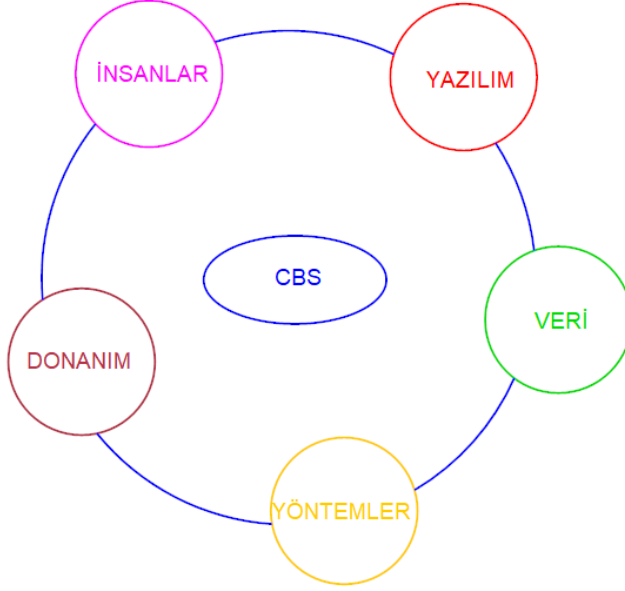 İNSANLAR
YAZILIM
CBS
VERİ
DONANIM
YÖNTEMLER